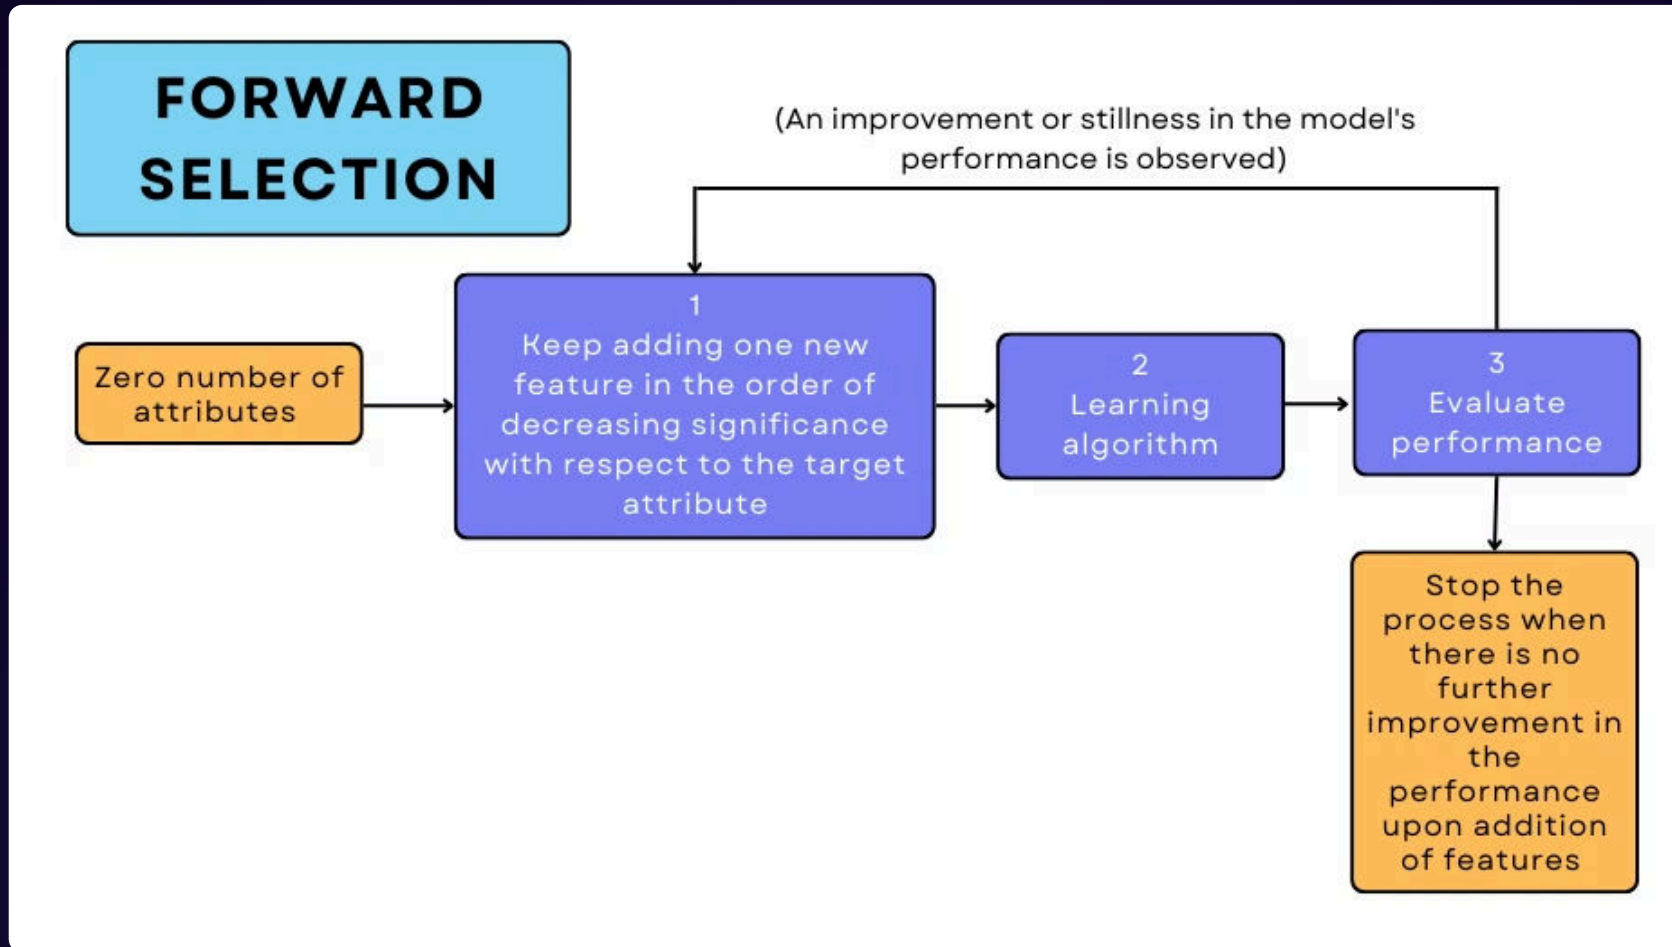 FORWARD
SELECTION
(An improvement or stillness in the model's
performance is observed)
Zero number of
attributes
1
Keep adding one new
feature in the order of
decreasing significance
with respect to the target
attribute
2
Learning
algorithm
3
Evaluate
performance
Stop the
process when
there is no
further
improvement in
the
performance
upon addition
of features